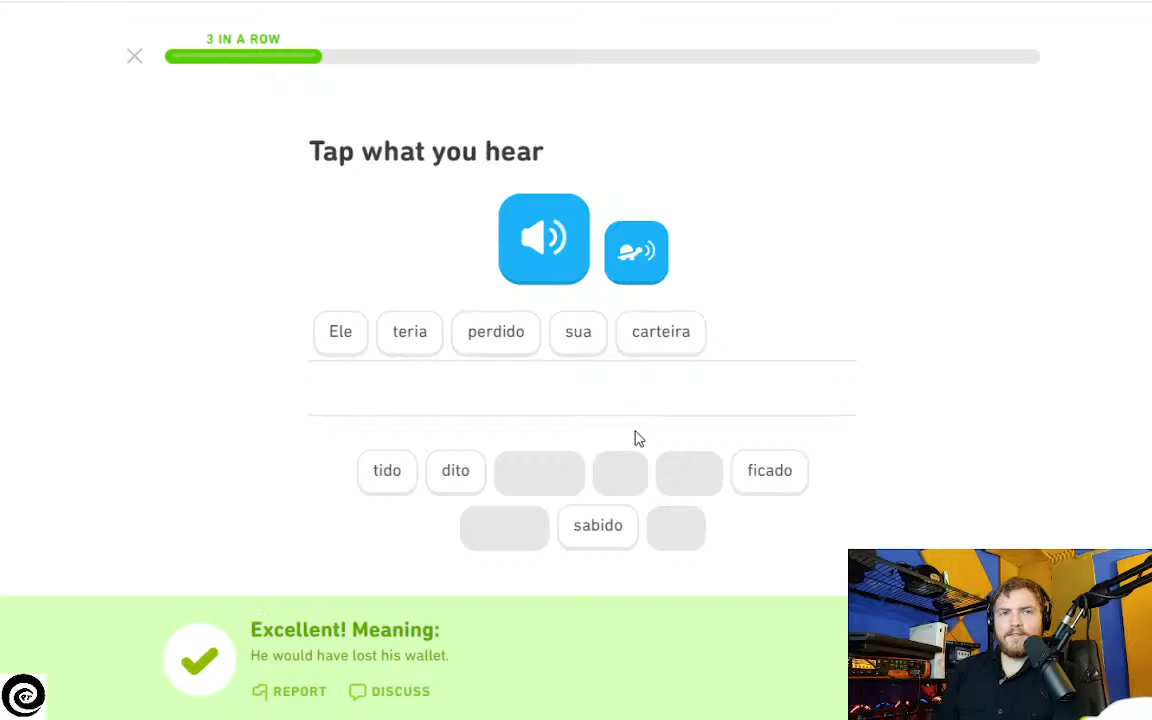 3 IN A ROW
Tap what you hear
Ele teria perdido sua carteira
tido dito ficado
sabido
Excellent! Meaning:
He would have lost his wallet.
REPORT DISCUSS